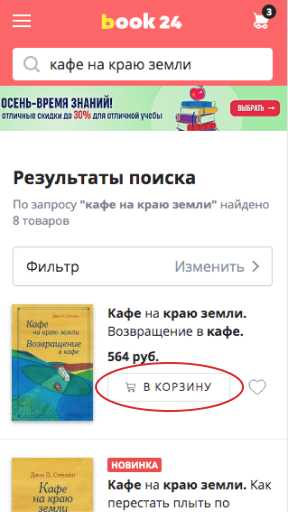 book 24
3
кафе на краю земли
ОСЕНЬ-ВРЕМЯ ЗНАНИЙ!
отличные скидки до 30% для отличной учебы
ВЫБРАТЬ →
Результаты поиска
По запросу "кафе на краю земли" найдено
8 товаров
Фильтр
Изменить
Джон П. Стрелеки
Кафе
на краю земли
Возвращение
в кафе
Кафе на краю земли.
Возвращение в кафе.
564 руб.
В КОРЗИНУ
Джон П. Стрелеки
Кафе
на краю
земли
НОВИНКА
Кафе на краю земли. Как
перестать плыть по